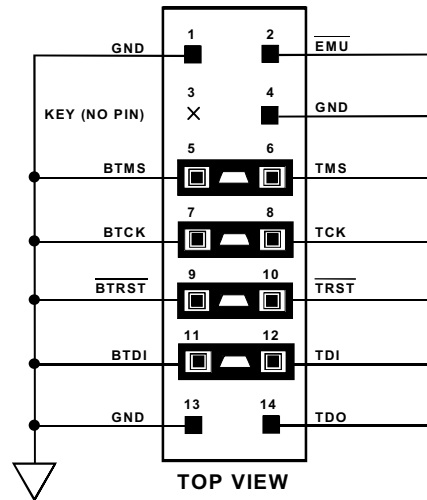 1 2
GND EMU
3 4
KEY (NO PIN) GND
5 6
BTMS TMS
7 8
BTCK TCK
9 10
BTRST TRST
11 12
BTDI TDI
13 14
GND TDO
TOP VIEW